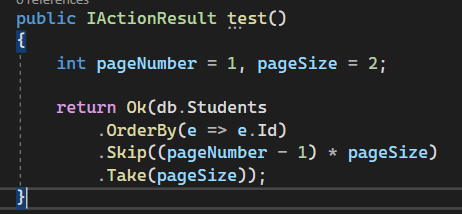 0 references
public IActionResult test()
{
int pageNumber = 1, pageSize = 2;
return Ok(db.Students
.OrderBy(e => e.Id)
.Skip((pageNumber - 1) * pageSize)
.Take(pageSize));
}